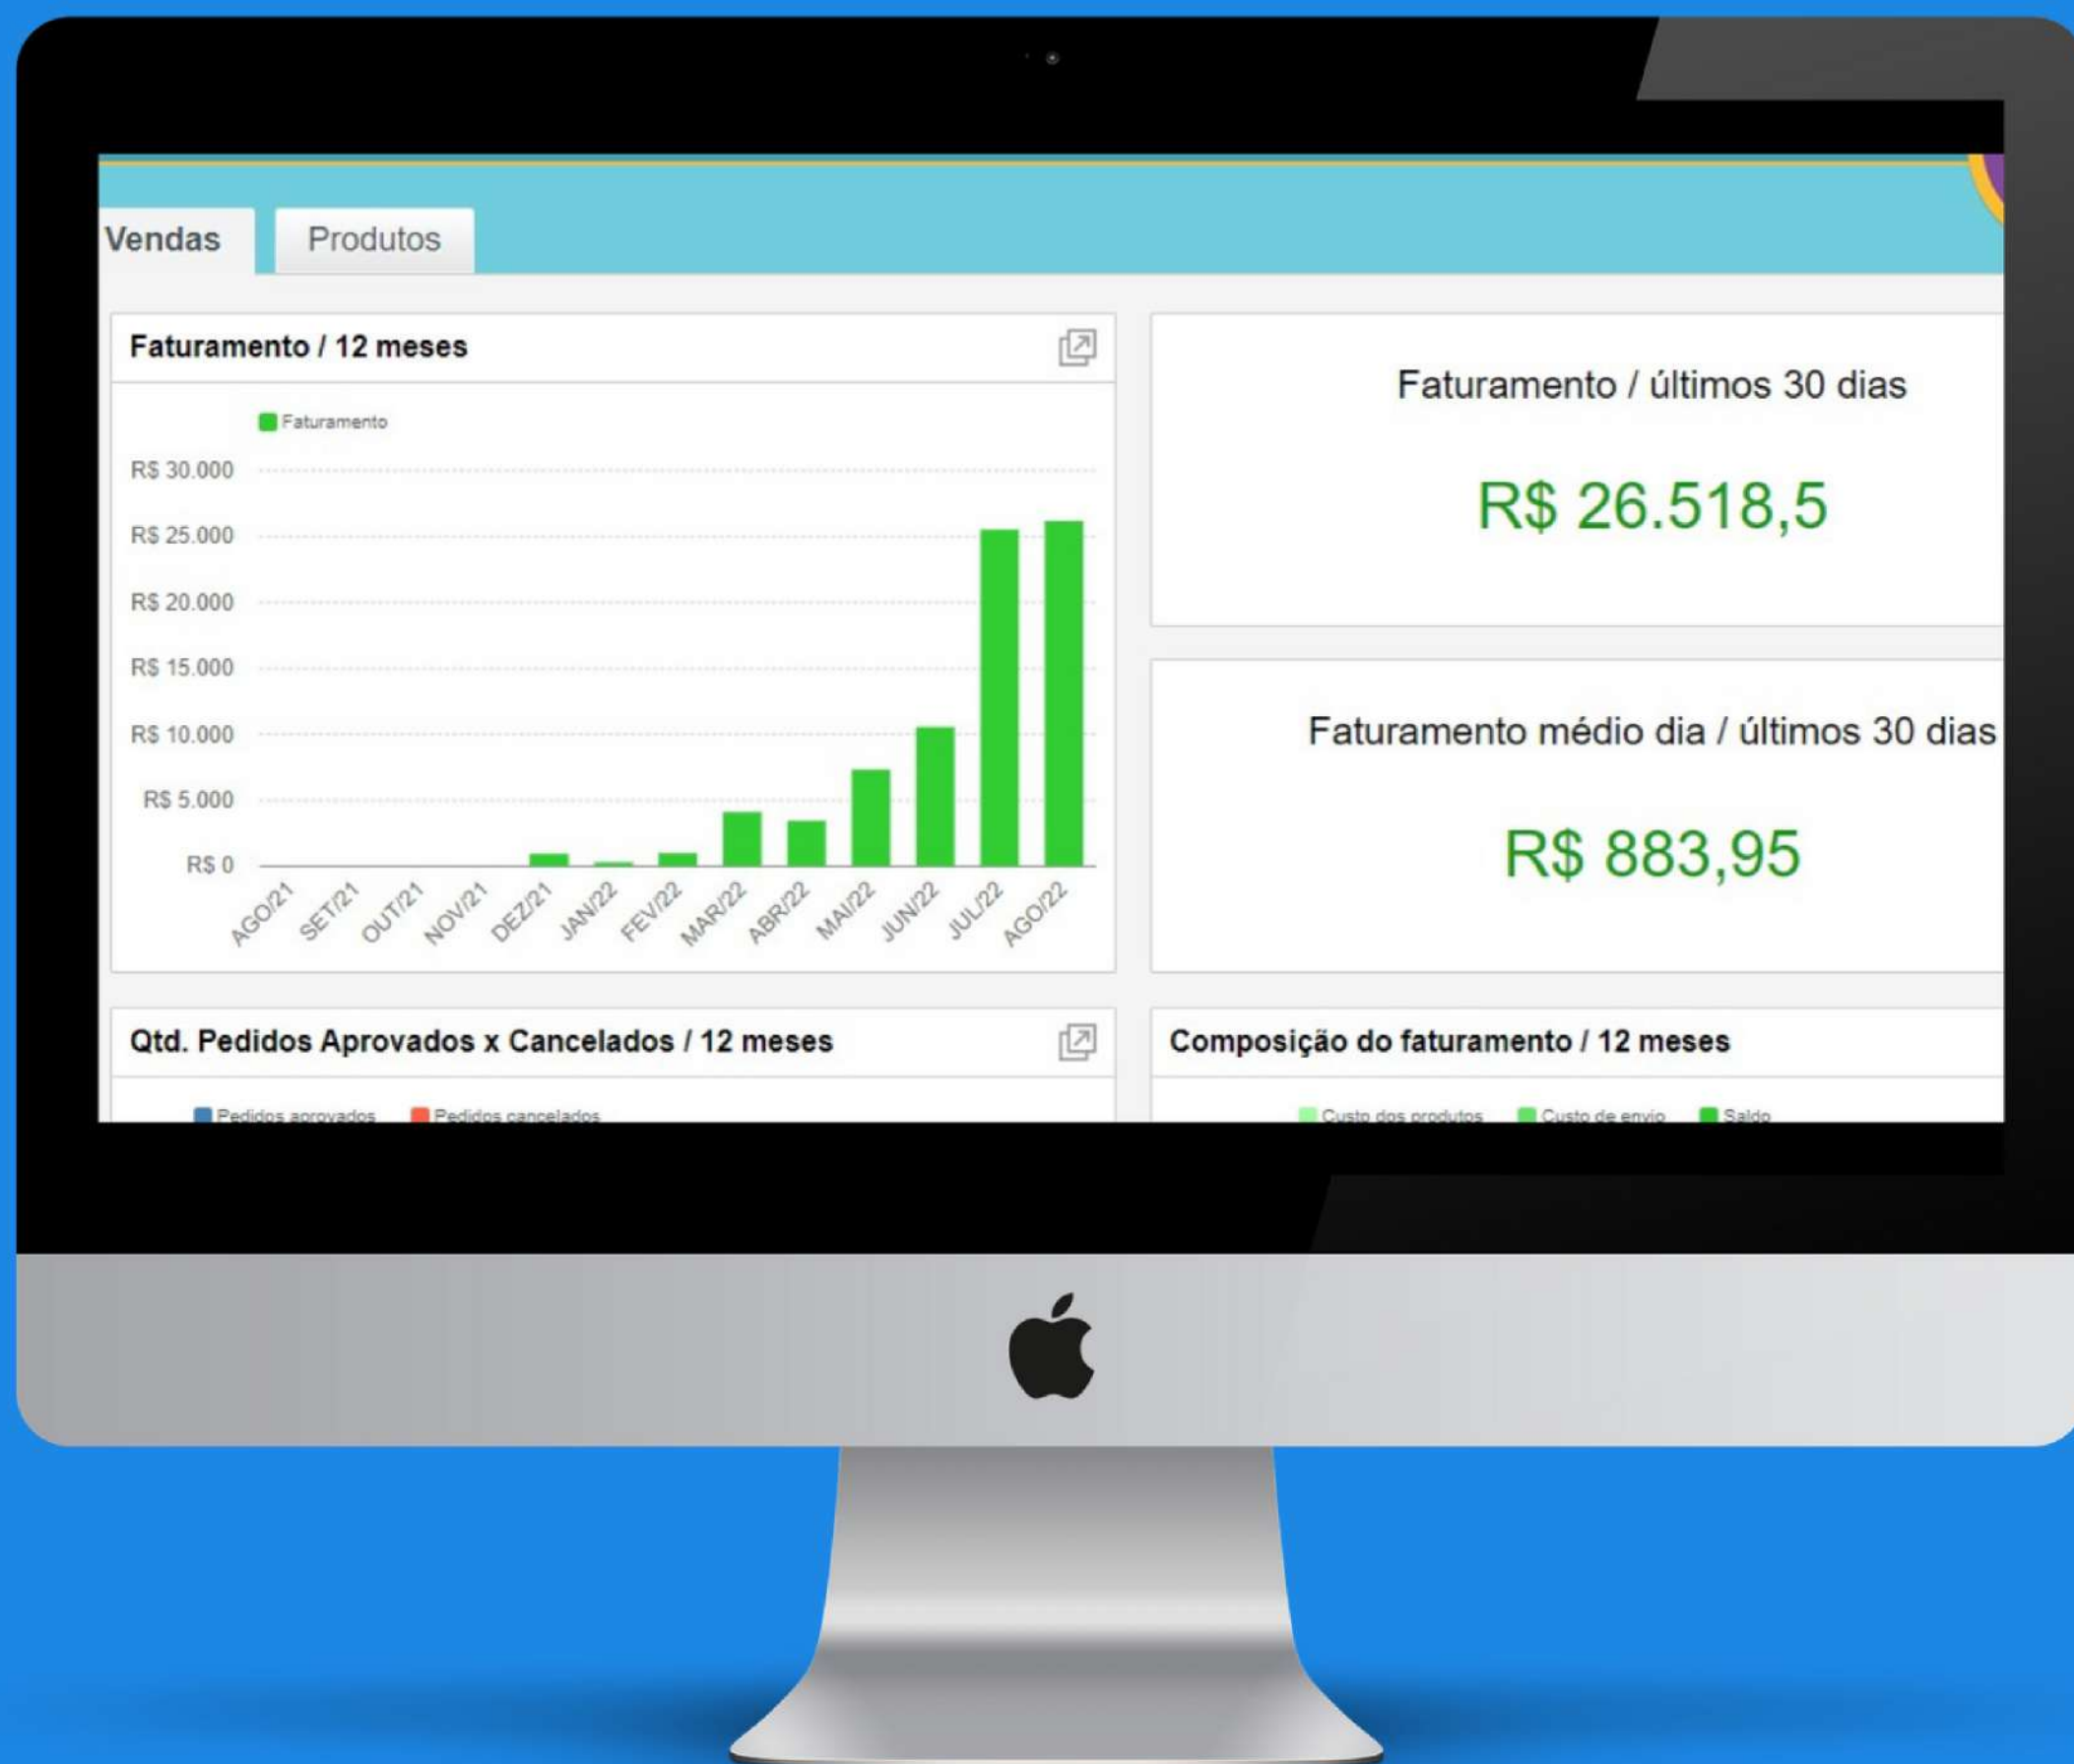 Vendas
Produtos
Faturamento / 12 meses
Faturamento
R$ 30.000
R$ 25.000
R$ 20.000
R$ 15.000
R$ 10.000
R$ 5.000
R$ 0
AGO/21
SET/21
OUT/21
NOV/21
DEZ/21
JAN/22
FEV/22
MAR/22
ABR/22
MAI/22
JUN/22
JUL/22
AGO/22
Faturamento / últimos 30 dias
R$ 26.518,5
Faturamento médio dia / últimos 30 dias
R$ 883,95
Qtd. Pedidos Aprovados x Cancelados / 12 meses
Pedidos aprovados
Pedidos cancelados
Composição do faturamento / 12 meses
Custo dos produtos
Custo de envio
Saldo